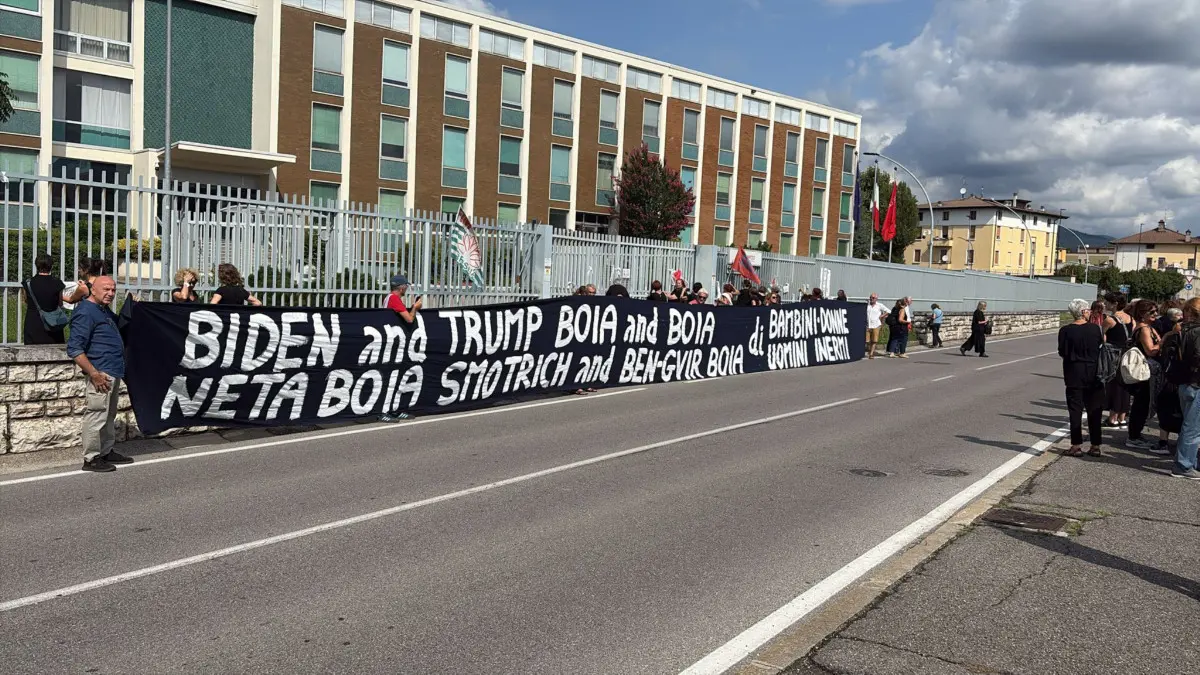 BIDEN and TRUMP BOIA and BOIA di BAMBINI-DONNE
NETA BOIA SMOTRICH and BEN-GVIR BOIA UOMINI INERMI